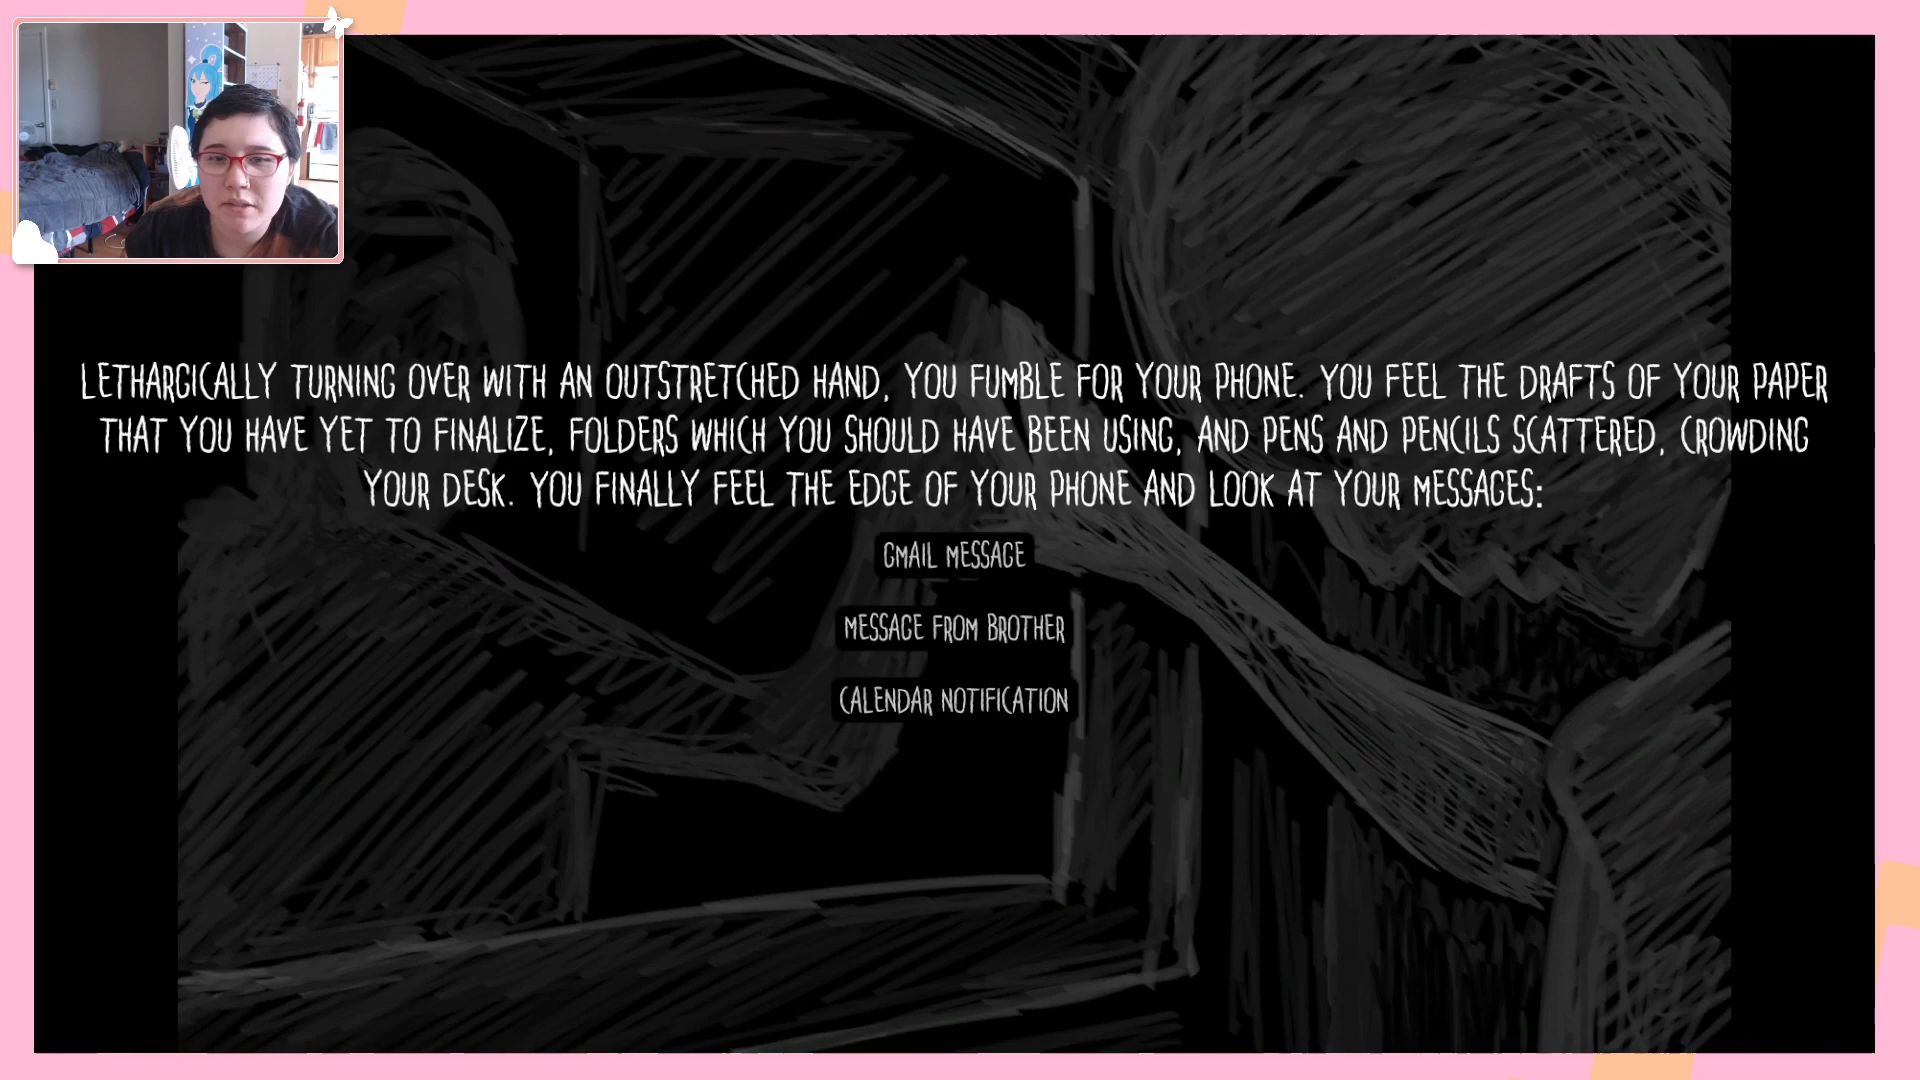 LETHARGICALLY TURNING OVER WITH AN OUTSTRETCHED HAND, YOU FUMBLE FOR YOUR PHONE. YOU FEEL THE DRAFTS OF YOUR PAPER
THAT YOU HAVE YET TO FINALIZE, FOLDERS WHICH YOU SHOULD HAVE BEEN USING, AND PENS AND PENCILS SCATTERED, CROWDING
YOUR DESK. YOU FINALLY FEEL THE EDGE OF YOUR PHONE AND LOOK AT YOUR MESSAGES:
GMAIL MESSAGE
MESSAGE FROM BROTHER
CALENDAR NOTIFICATION